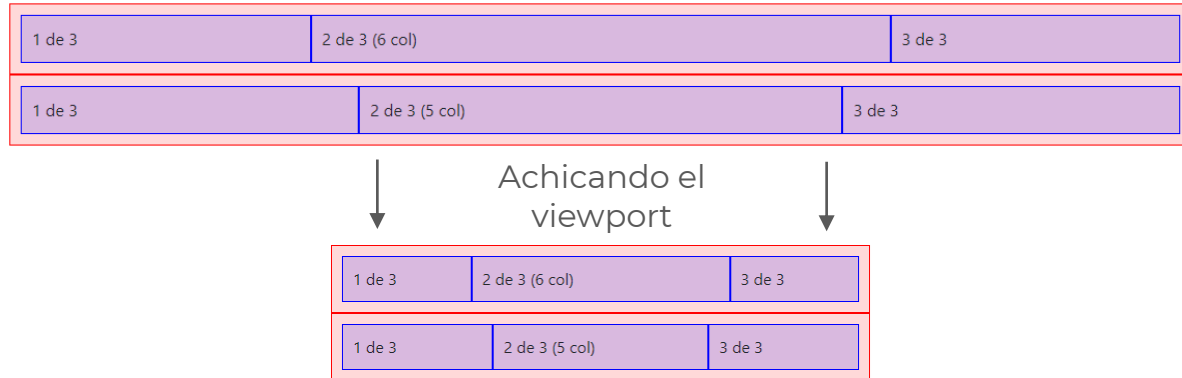 1 de 3 2 de 3 (6 col) 3 de 3
1 de 3 2 de 3 (5 col) 3 de 3
Achicando el
viewport
1 de 3 2 de 3 (6 col) 3 de 3
1 de 3 2 de 3 (5 col) 3 de 3